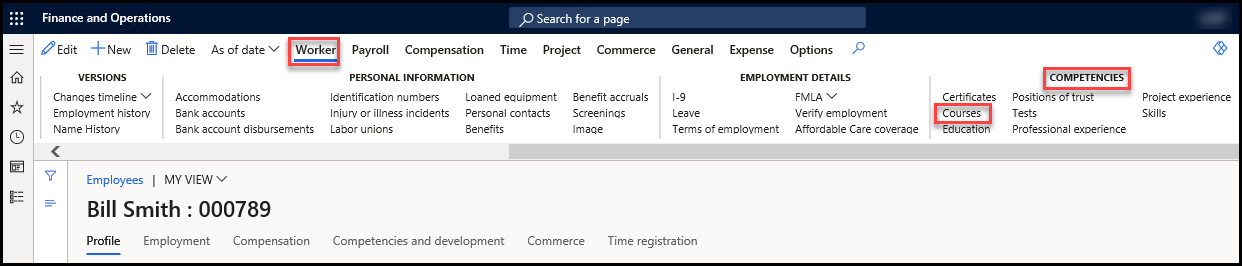 Finance and Operations
Search for a page
Edit New Delete As of date Worker Payroll Compensation Time Project Commerce General Expense Options
VERSIONS
Changes timeline
Employment history
Name History
PERSONAL INFORMATION
Accommodations
Bank accounts
Bank account disbursements
Identification numbers
Injury or illness incidents
Labor unions
Loaned equipment
Personal contacts
Benefits
Benefit accruals
Screenings
Image
EMPLOYMENT DETAILS
I-9
Leave
Terms of employment
FMLA
Verify employment
Affordable Care coverage
COMPETENCIES
Certificates
Courses
Education
Positions of trust
Tests
Professional experience
Project experience
Skills
Employees | MY VIEW
Bill Smith : 000789
Profile Employment Compensation Competencies and development Commerce Time registration